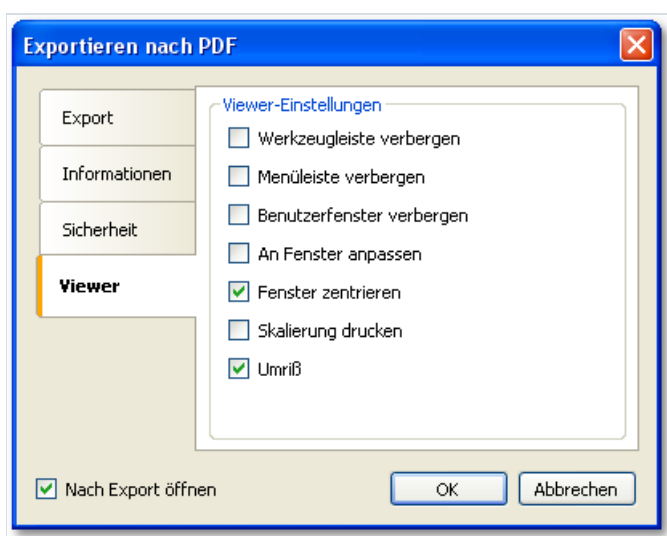 Exportieren nach PDF
Export
Informationen
Sicherheit
Viewer
Viewer-Einstellungen
Werkzeugleiste verbergen
Menüleiste verbergen
Benutzerfenster verbergen
An Fenster anpassen
Fenster zentrieren
Skalierung drucken
Umriß
Nach Export öffnen
OK
Abbrechen